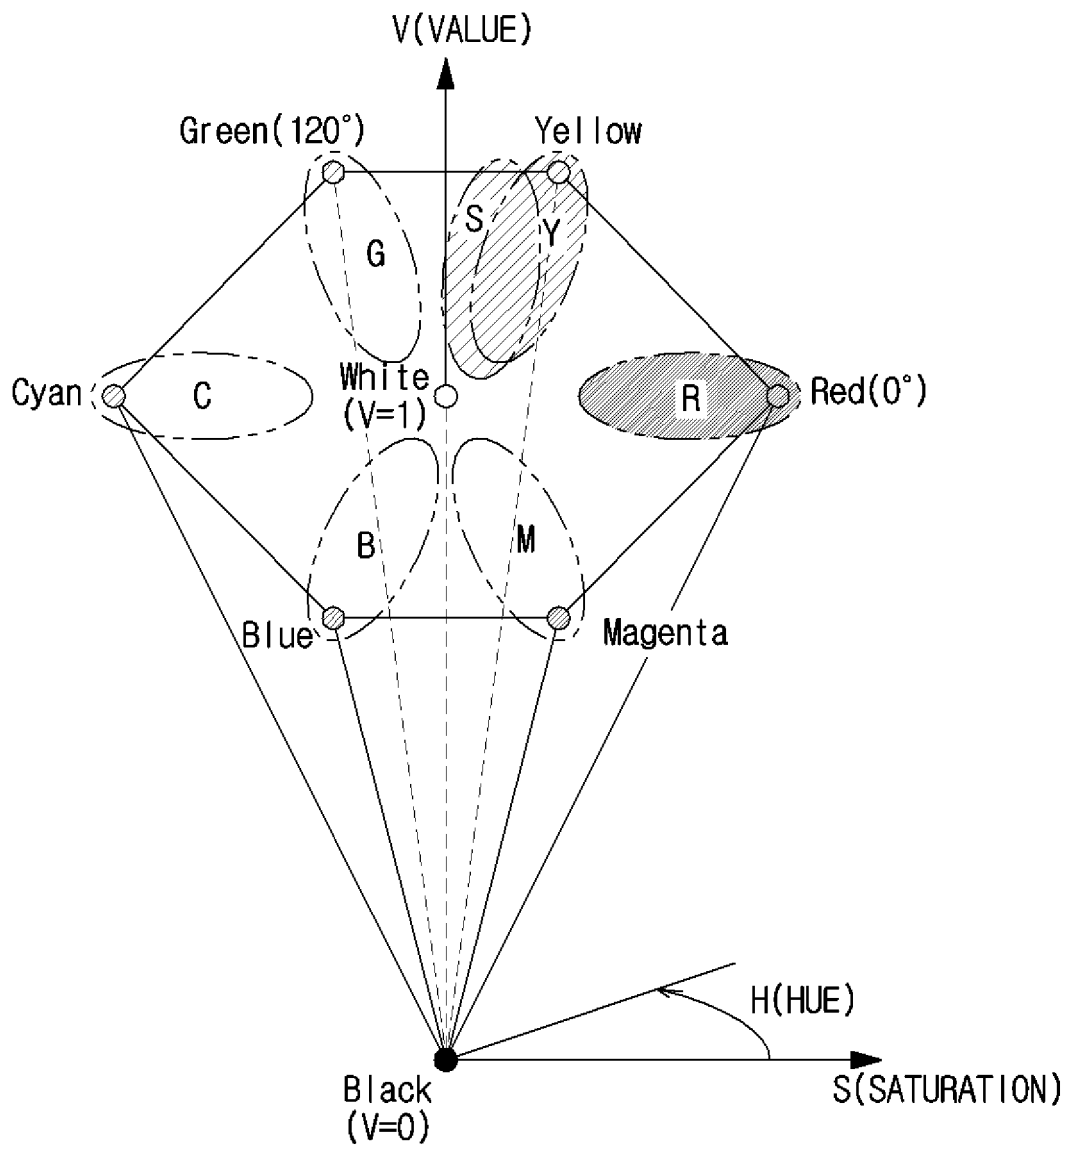 V(VALUE)
Green(120°)
Yellow
S
Y
G
White
(V=1)
Cyan
C
R
Red(0°)
B
M
Blue
Magenta
H(HUE)
Black
(V=0)
S(SATURATION)